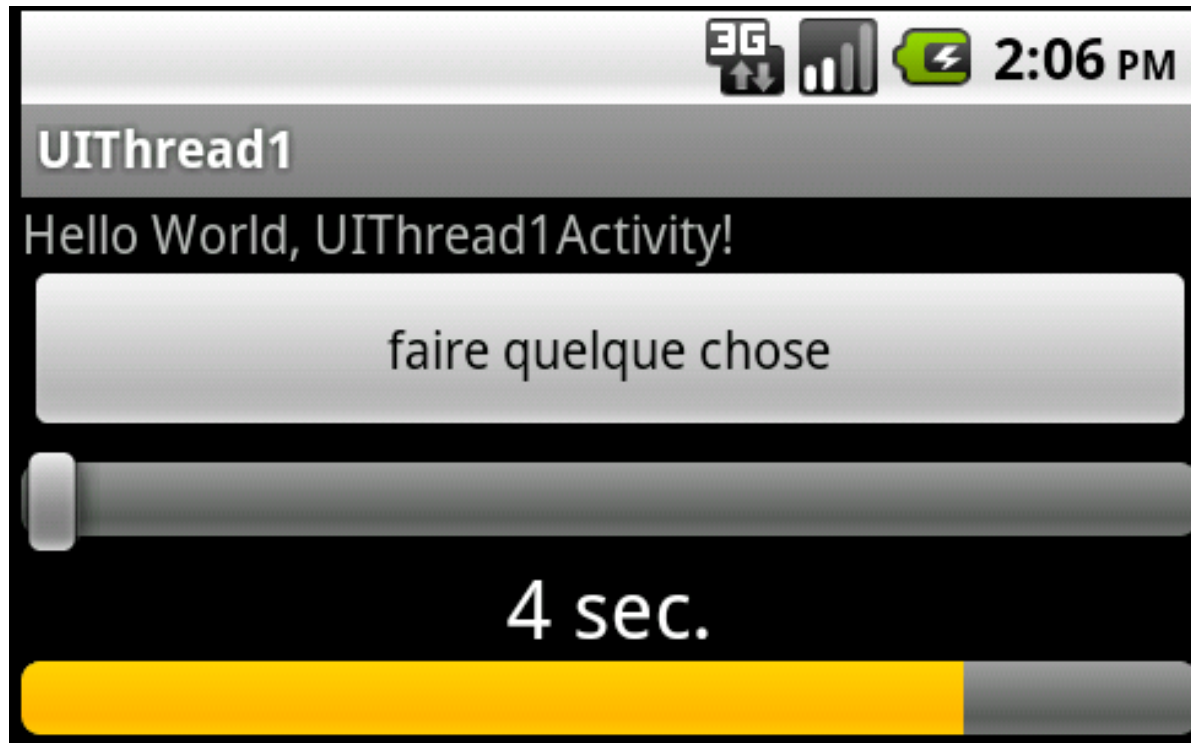 3G 2:06 PM
UIThread1
Hello World, UIThread1Activity!
faire quelque chose
4 sec.